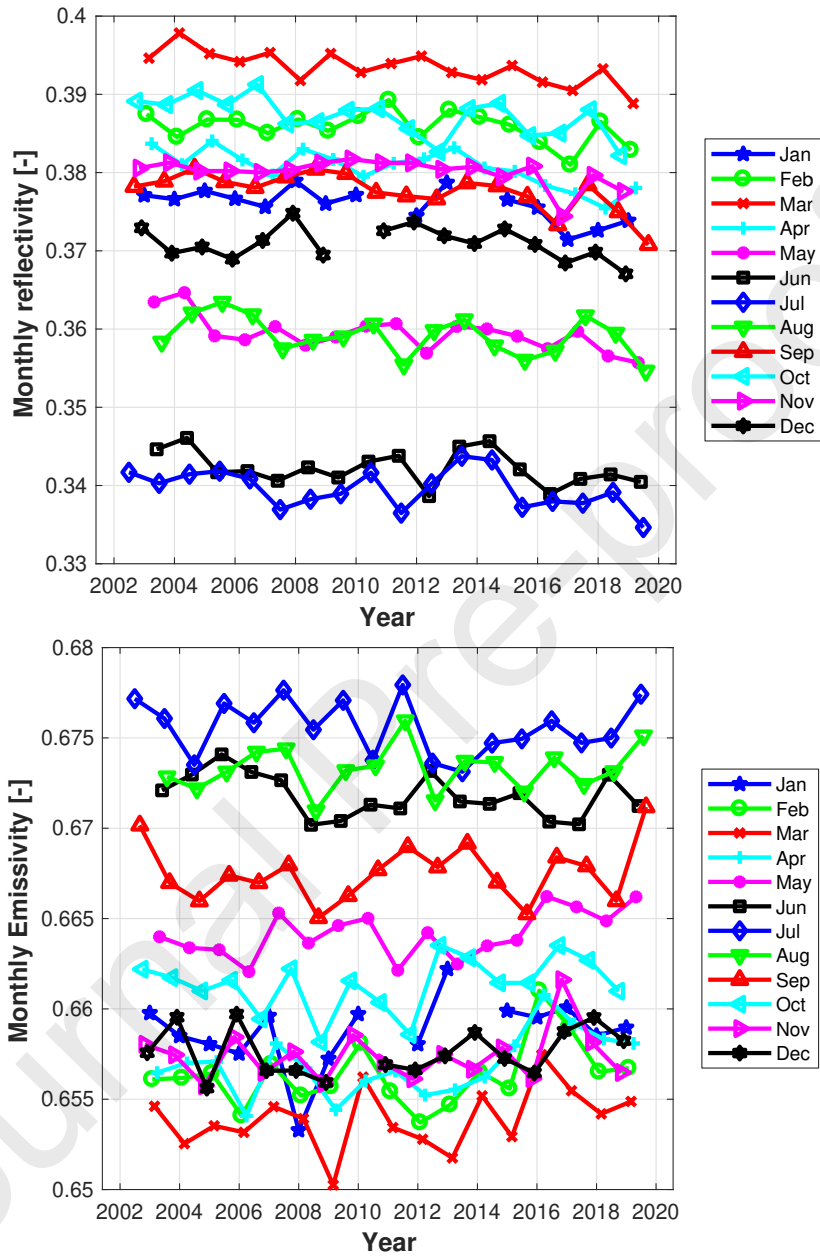 0.4
0.39
0.38
0.37
0.36
0.35
0.34
0.33
Monthly reflectivity [-]
2002 2004 2006 2008 2010 2012 2014 2016 2018 2020
Year
Jan
Feb
Mar
Apr
May
Jun
Jul
Aug
Sep
Oct
Nov
Dec
0.68
0.675
0.67
0.665
0.66
0.655
0.65
Monthly Emissivity [-]
2002 2004 2006 2008 2010 2012 2014 2016 2018 2020
Year
Jan
Feb
Mar
Apr
May
Jun
Jul
Aug
Sep
Oct
Nov
Dec
Journal Pre-proo